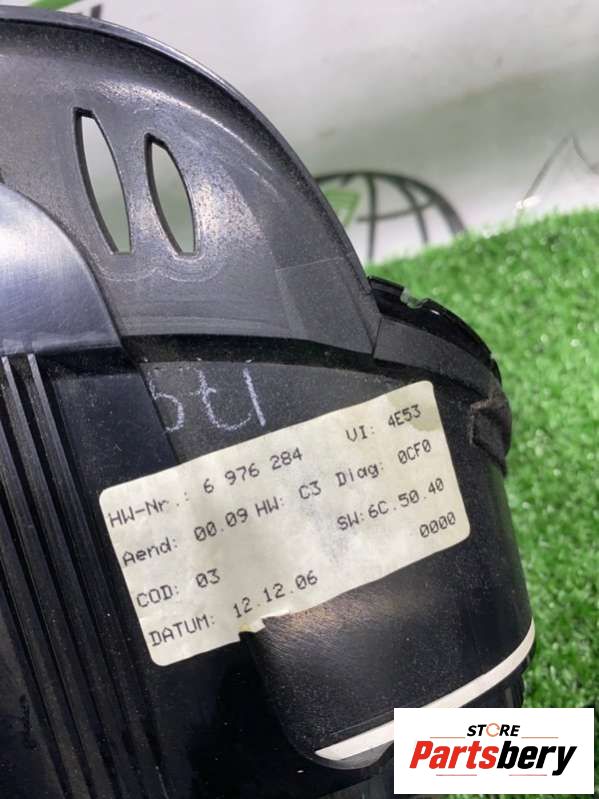 HW-Nr.: 6 976 284 VI: 4E53
Aend: 00.09 HW: C3 Diag: 0CF0
COD: 03 SW:6C.50.40
DATUM: 12.12.06 0000
STORE
Partsbery